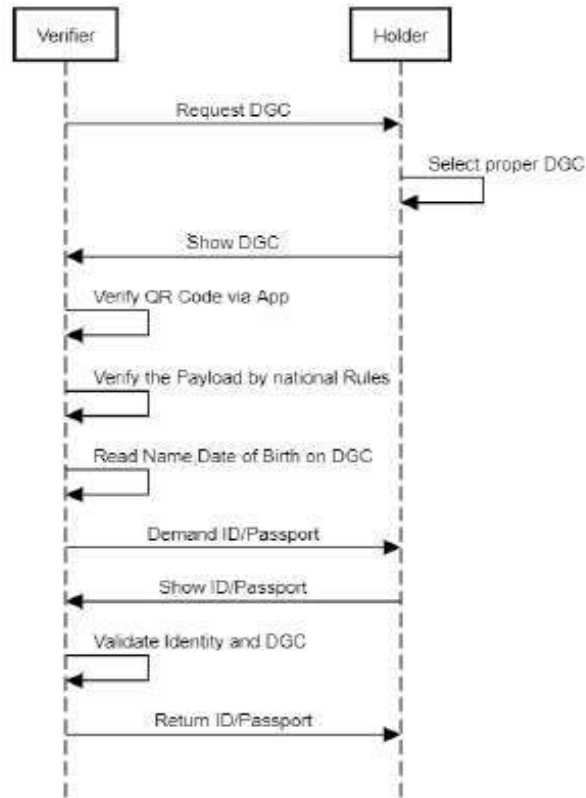 Verifier
Holder
Request DGC
Select proper DGC
Show DGC
Verify QR Code via App
Verify the Payload by national Rules
Read Name,Date of Birth on DGC
Demand ID/Passport
Show ID/Passport
Validate Identity and DGC
Return ID/Passport